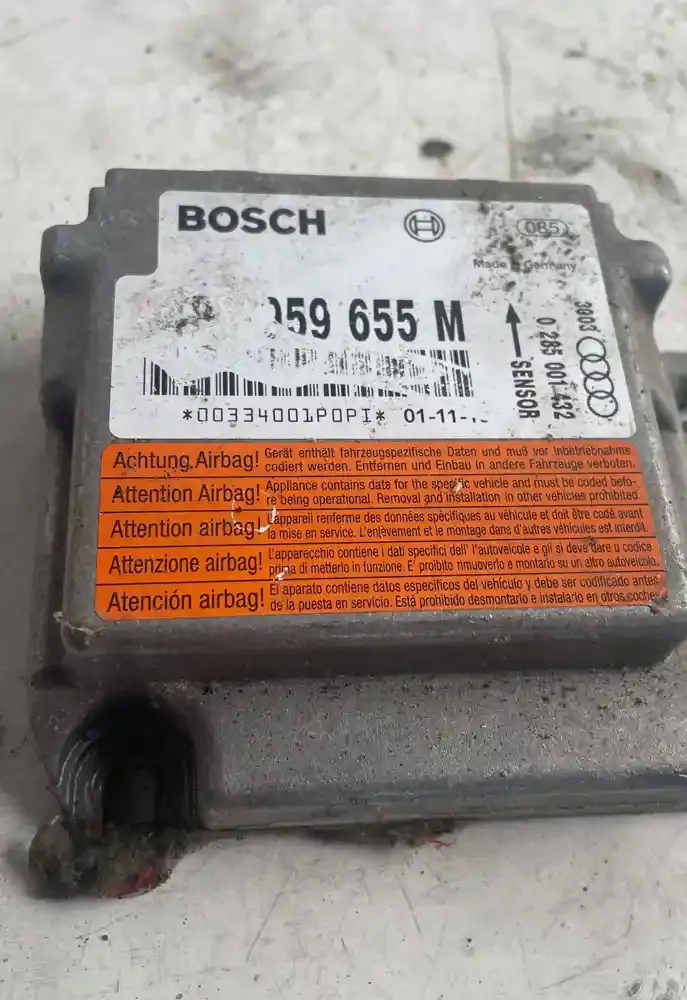 BOSCH
085
Made in Germany
959 655 M
3003
0 285 001 432
SENSOR
*00334001P0PI* 01-11-
Achtung Airbag! Gerät enthält fahrzeugspezifische Daten und muß vor Inbetriebnahme
codiert werden. Entfernen und Einbau in andere Fahrzeuge verboten.
Attention Airbag! Appliance contains data for the specific vehicle and must be coded befo-
re being operational. Removal and installation in other vehicles prohibited.
Attention airbag! L'appareil renferme des données spécifiques au véhicule et doit être codé avant
la mise en service. L'enlèvement et le montage dans d'autres véhicules est interdit.
Attenzione airbag! L'apparecchio contiene i dati specifici dell' l'autoveicole e gli si deve dare u codice
prima di metterlo in funzione. E' proibito rimuoverlo e montarlo su un altro autoveicolo.
Atención airbag! El aparato contiene datos especificos del vehículo y debe ser codificado antes
de la puesta en servicio. Está prohibido desmontarlo e instalarlo en otros coche